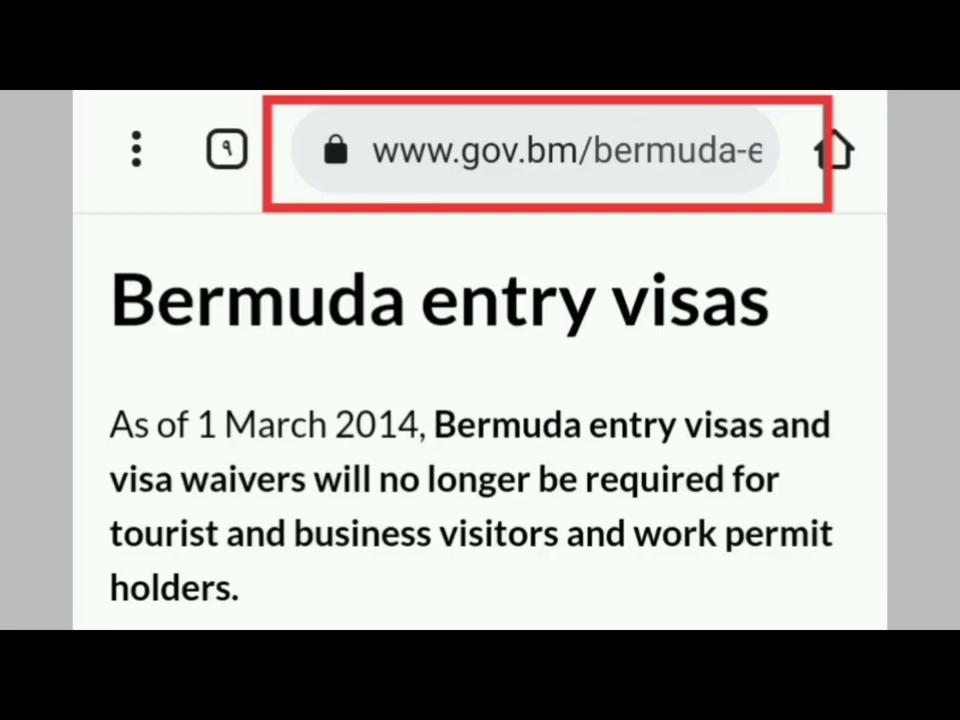 ٩
www.gov.bm/bermuda-e
Bermuda entry visas
As of 1 March 2014, Bermuda entry visas and
visa waivers will no longer be required for
tourist and business visitors and work permit
holders.